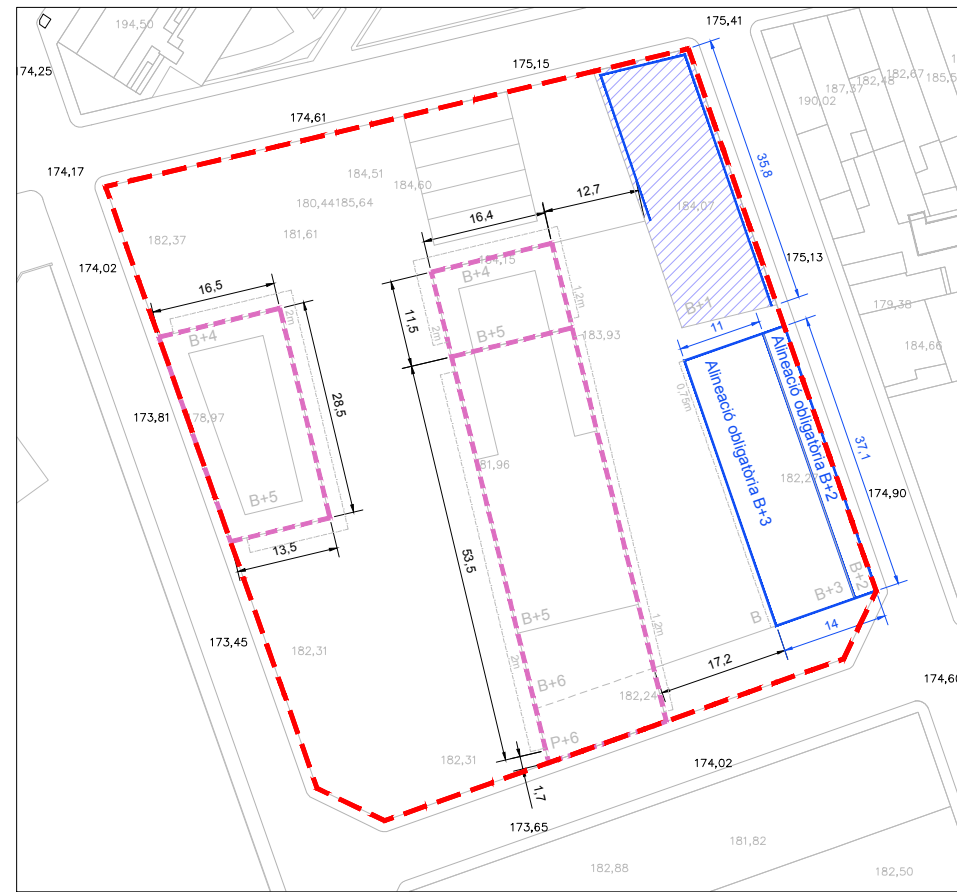 175,41
194,50
174,25
175,15
182,67
182,48
187,37
190,02
174,61
35,8
174,17
184,51
184,60
12,7
180,44
185,64
16,4
184,07
182,37
181,61
174,02
184,15
175,13
16,5
B+4
1,2m
179,38
2m
11,5
2m
B+1
B+4
B+5
183,93
11
184,66
Alineació obligatòria B+2
Alineació obligatòria B+3
0,75m
28,5
173,81
178,97
37,1
181,96
174,90
B+5
13,5
53,5
B+2
B+3
B+5
1,2m
B
14
173,45
182,31
17,2
2m
B+6
182,24
174,60
P+6
182,31
174,02
1,7
173,65
181,82
182,88
182,50